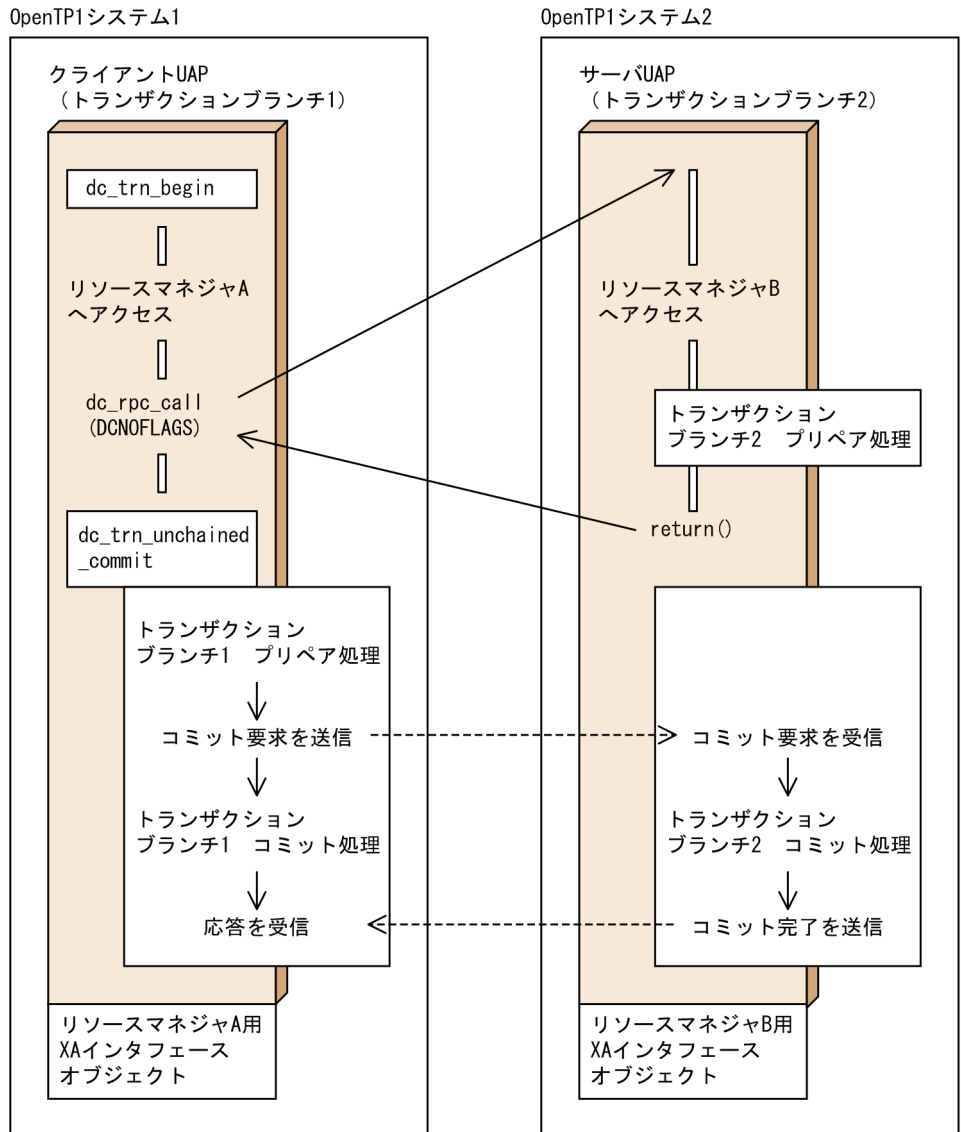 OpenTP1システム1
クライアントUAP
（トランザクションブランチ1）
dc_trn_begin
リソースマネジャA
へアクセス
dc_rpc_call
(DCNOFLAGS)
dc_trn_unchained
_commit
トランザクション
ブランチ1　プリペア処理
コミット要求を送信
トランザクション
ブランチ1　コミット処理
応答を受信
リソースマネジャA用
XAインタフェース
オブジェクト
OpenTP1システム2
サーバUAP
（トランザクションブランチ2）
リソースマネジャB
へアクセス
トランザクション
ブランチ2　プリペア処理
return()
コミット要求を受信
トランザクション
ブランチ2　コミット処理
コミット完了を送信
リソースマネジャB用
XAインタフェース
オブジェクト